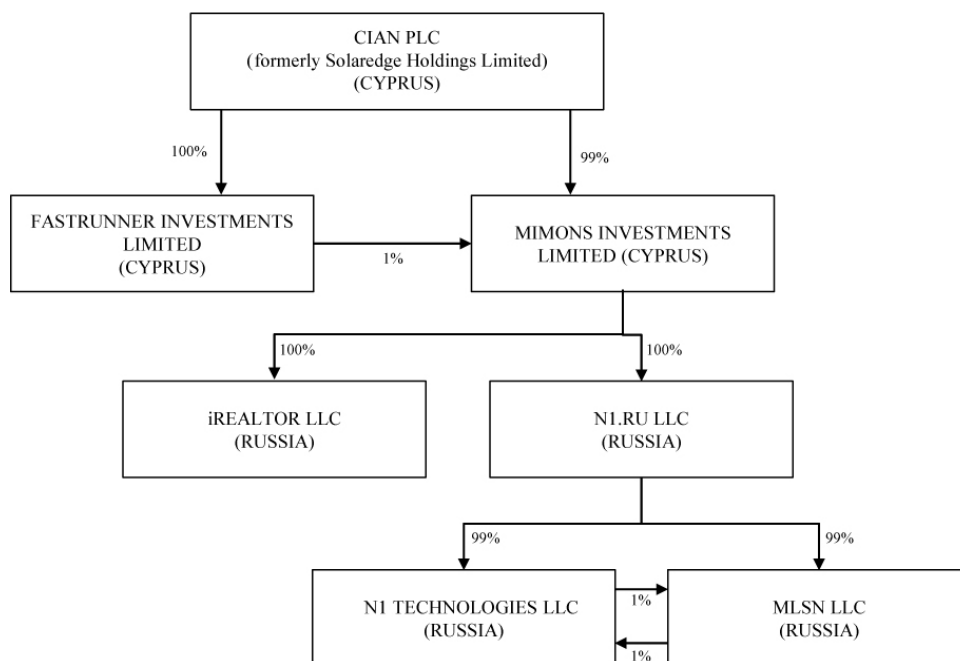 CIAN PLC
(formerly Solaredge Holdings Limited)
(CYPRUS)
100%
99%
FASTRUNNER INVESTMENTS
LIMITED
(CYPRUS)
1%
MIMONS INVESTMENTS
LIMITED (CYPRUS)
100%
100%
iREALTOR LLC
(RUSSIA)
N1.RU LLC
(RUSSIA)
99%
99%
N1 TECHNOLOGIES LLC
(RUSSIA)
1%
1%
MLSN LLC
(RUSSIA)